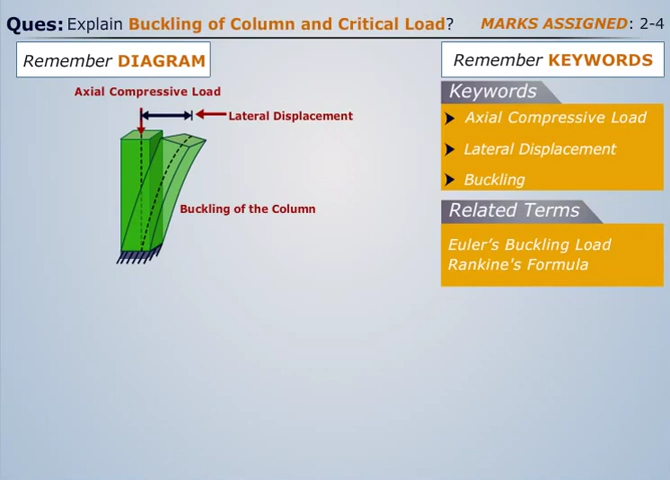 Ques: Explain Buckling of Column and Critical Load? MARKS ASSIGNED: 2-4
Remember DIAGRAM
Remember KEYWORDS
Axial Compressive Load
Lateral Displacement
Buckling of the Column
Keywords
Axial Compressive Load
Lateral Displacement
Buckling
Related Terms
Euler's Buckling Load
Rankine's Formula